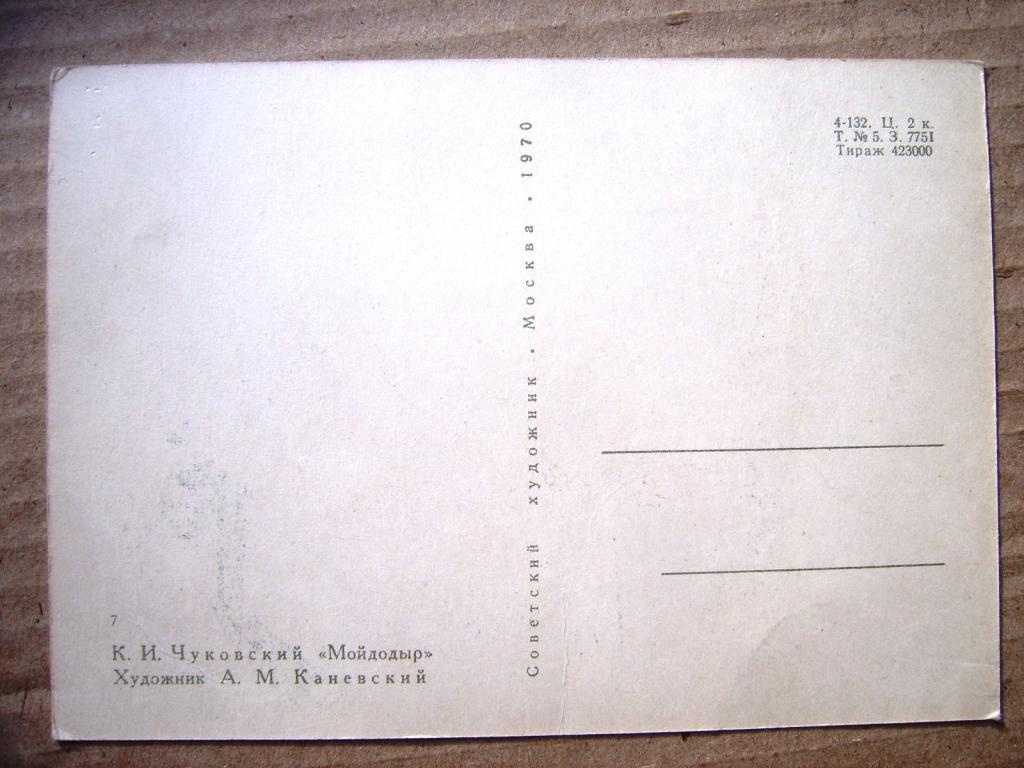 7
К. И. Чуковский «Мойдодыр»
Художник А. М. Каневский
Советский художник • Москва • 1970
4-132. Ц. 2 к.
Т. № 5. З. 7751
Тираж 423000